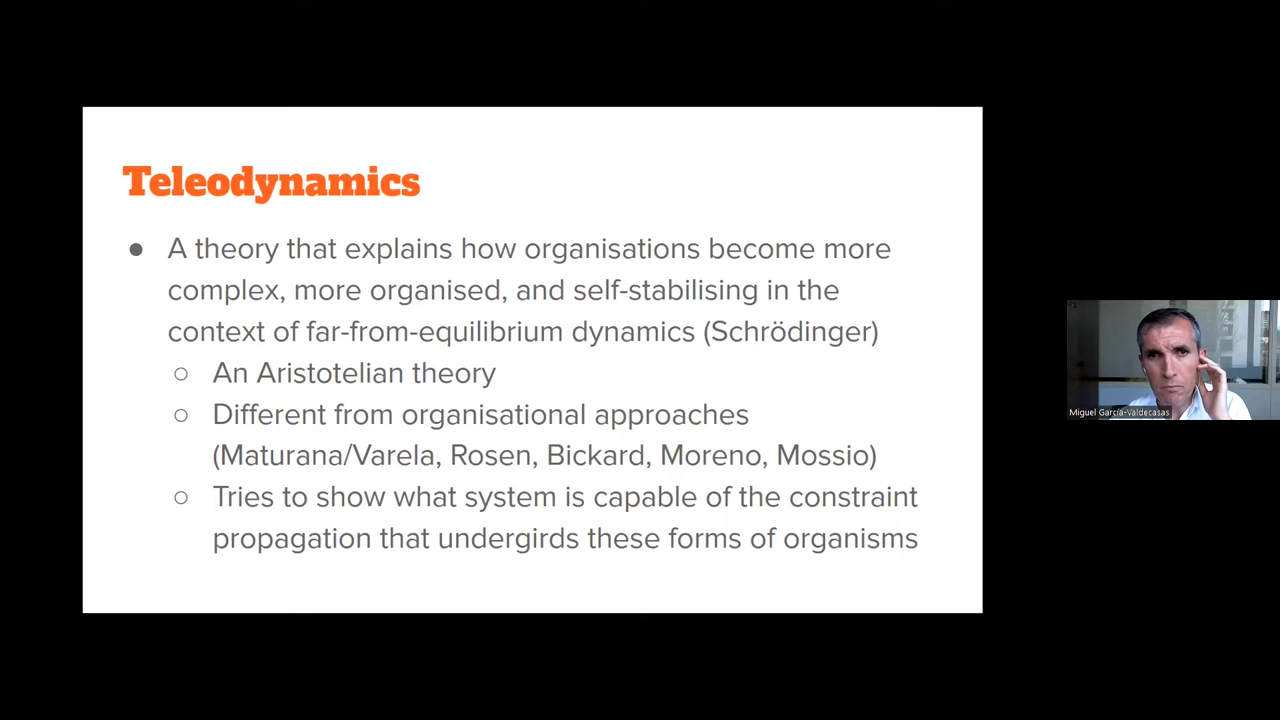 Teleodynamics
● A theory that explains how organisations become more
complex, more organised, and self-stabilising in the
context of far-from-equilibrium dynamics (Schrödinger)
○ An Aristotelian theory
○ Different from organisational approaches
(Maturana/Varela, Rosen, Bickard, Moreno, Mossio)
○ Tries to show what system is capable of the constraint
propagation that undergirds these forms of organisms
Miguel García-Valdecasas